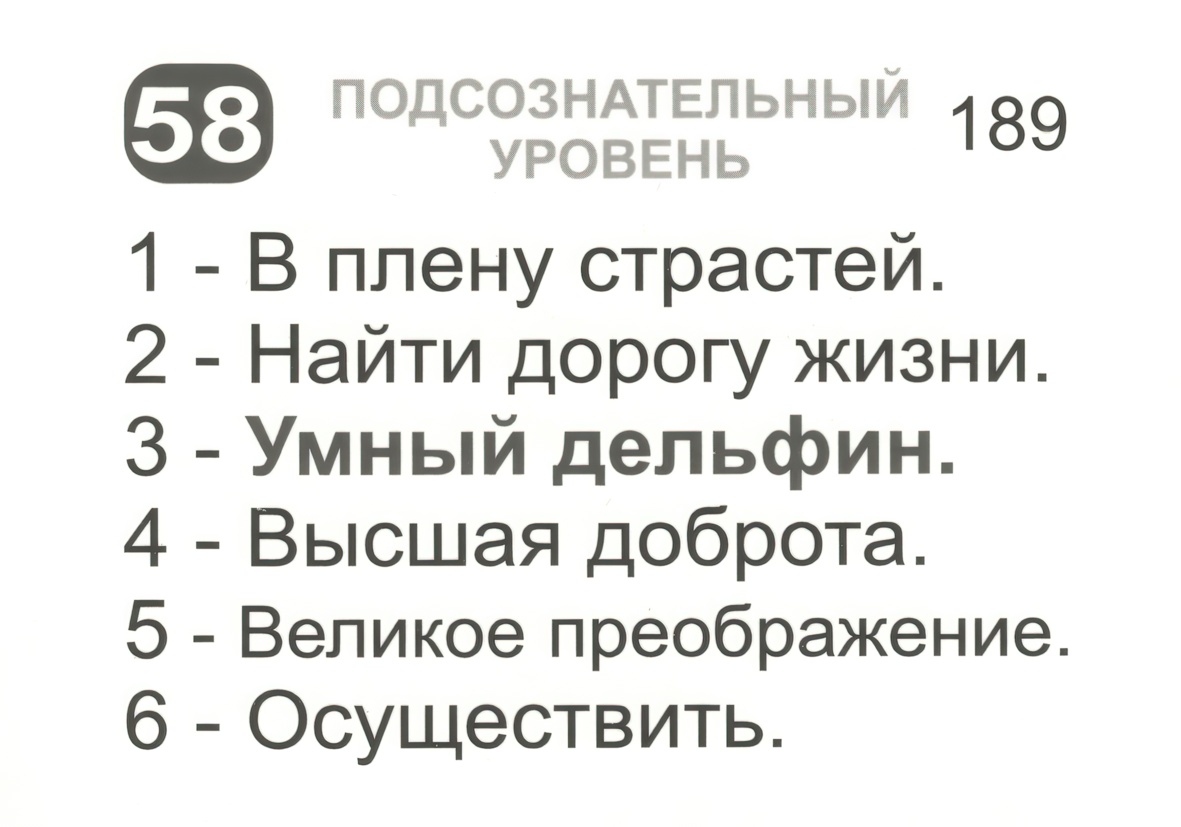 58
ПОДСОЗНАТЕЛЬНЫЙ
УРОВЕНЬ
189
1 - В плену страстей.
2 - Найти дорогу жизни.
3 - Умный дельфин.
4 - Высшая доброта.
5 - Великое преображение.
6 - Осуществить.